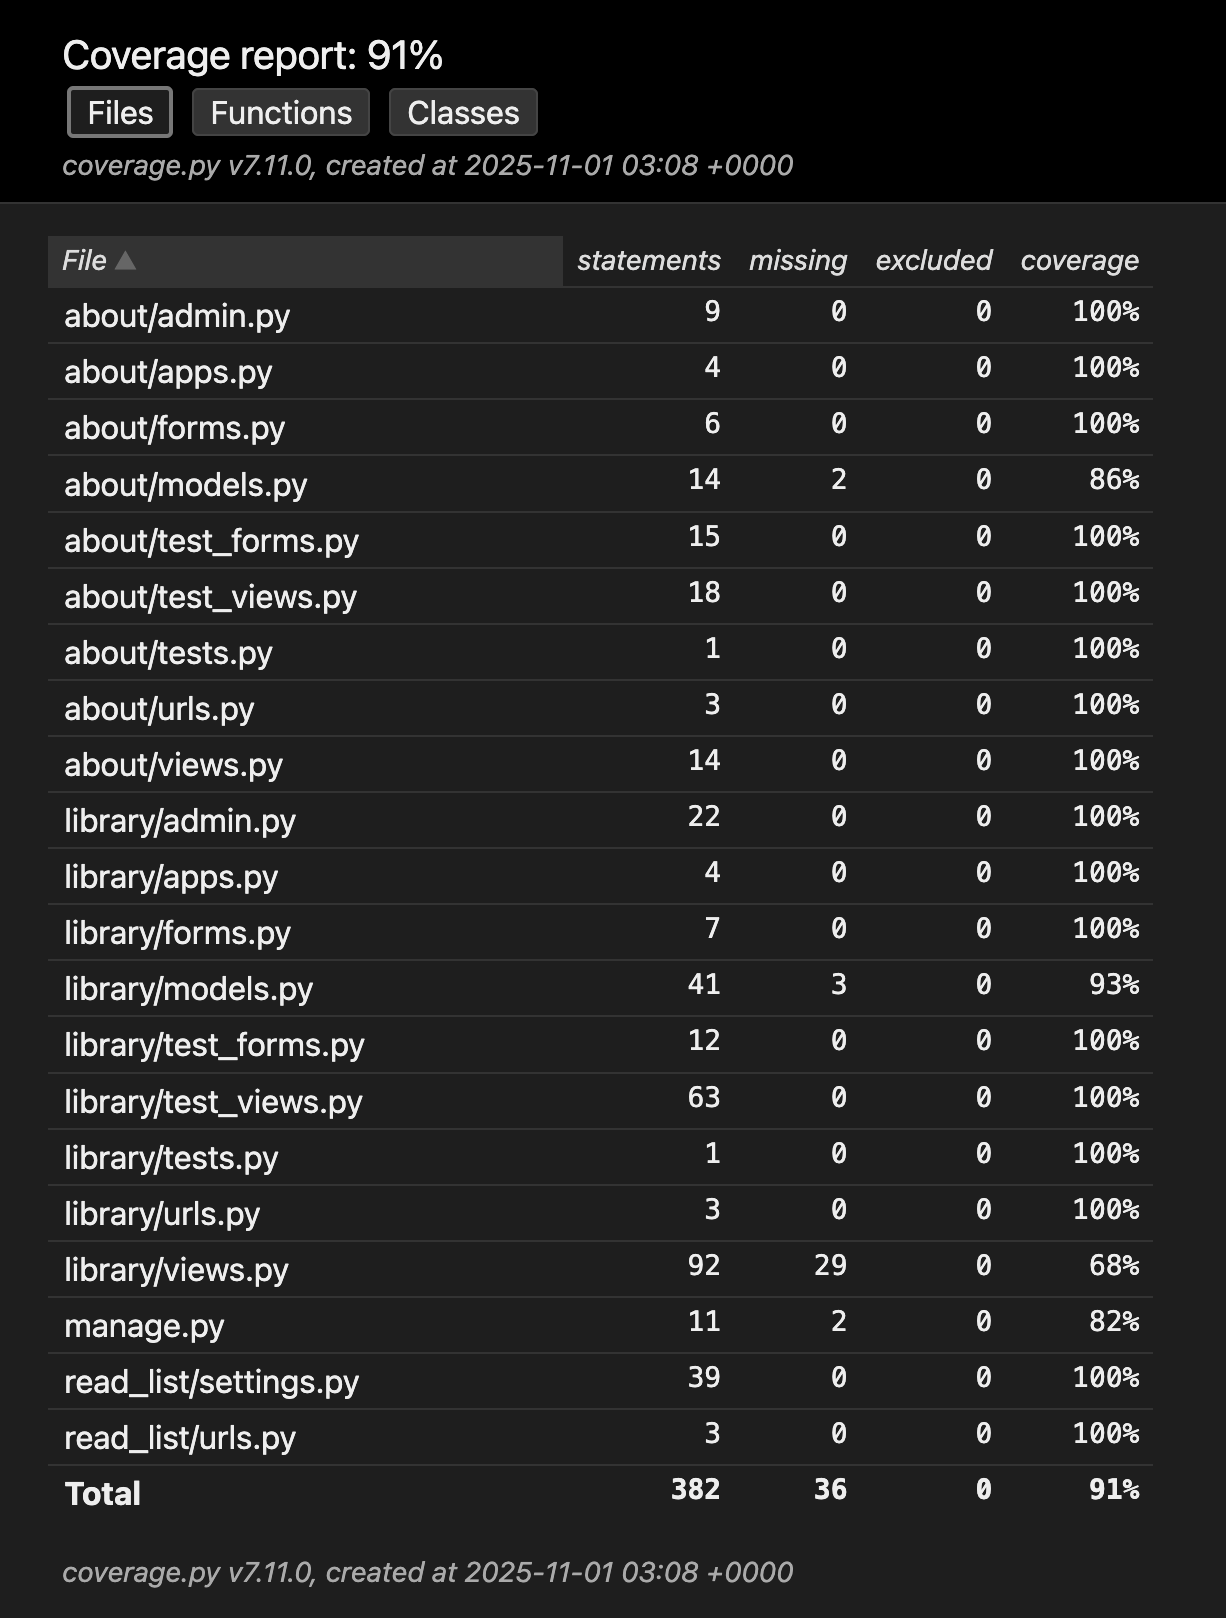 Coverage report: 91%
Files Functions Classes
coverage.py v7.11.0, created at 2025-11-01 03:08 +0000
File ▲ statements missing excluded coverage
about/admin.py 9 0 0 100%
about/apps.py 4 0 0 100%
about/forms.py 6 0 0 100%
about/models.py 14 2 0 86%
about/test_forms.py 15 0 0 100%
about/test_views.py 18 0 0 100%
about/tests.py 1 0 0 100%
about/urls.py 3 0 0 100%
about/views.py 14 0 0 100%
library/admin.py 22 0 0 100%
library/apps.py 4 0 0 100%
library/forms.py 7 0 0 100%
library/models.py 41 3 0 93%
library/test_forms.py 12 0 0 100%
library/test_views.py 63 0 0 100%
library/tests.py 1 0 0 100%
library/urls.py 3 0 0 100%
library/views.py 92 29 0 68%
manage.py 11 2 0 82%
read_list/settings.py 39 0 0 100%
read_list/urls.py 3 0 0 100%
Total 382 36 0 91%
coverage.py v7.11.0, created at 2025-11-01 03:08 +0000